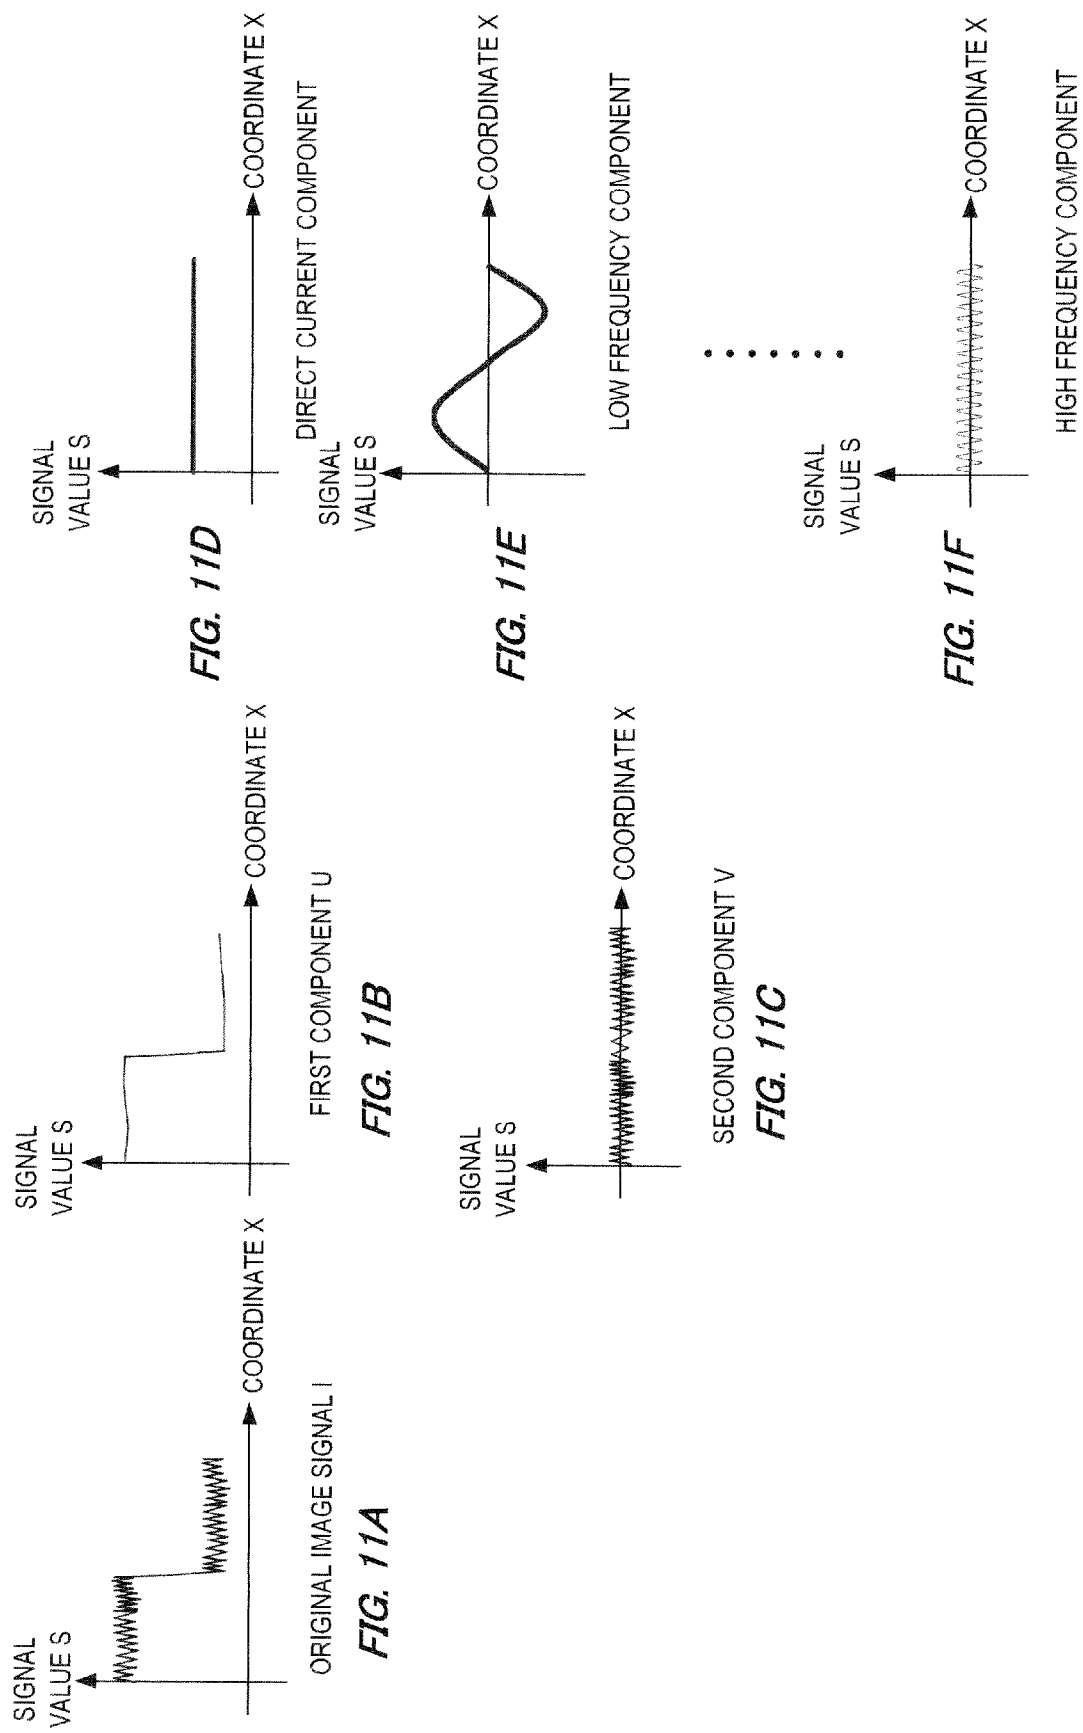 SIGNAL
VALUE S
COORDINATE X
ORIGINAL IMAGE SIGNAL I
FIG. 11A
SIGNAL
VALUE S
COORDINATE X
FIRST COMPONENT U
FIG. 11B
SIGNAL
VALUE S
COORDINATE X
SECOND COMPONENT V
FIG. 11C
SIGNAL
VALUE S
COORDINATE X
FIG. 11D
DIRECT CURRENT COMPONENT
SIGNAL
VALUE S
COORDINATE X
FIG. 11E
LOW FREQUENCY COMPONENT
SIGNAL
VALUE S
COORDINATE X
FIG. 11F
HIGH FREQUENCY COMPONENT